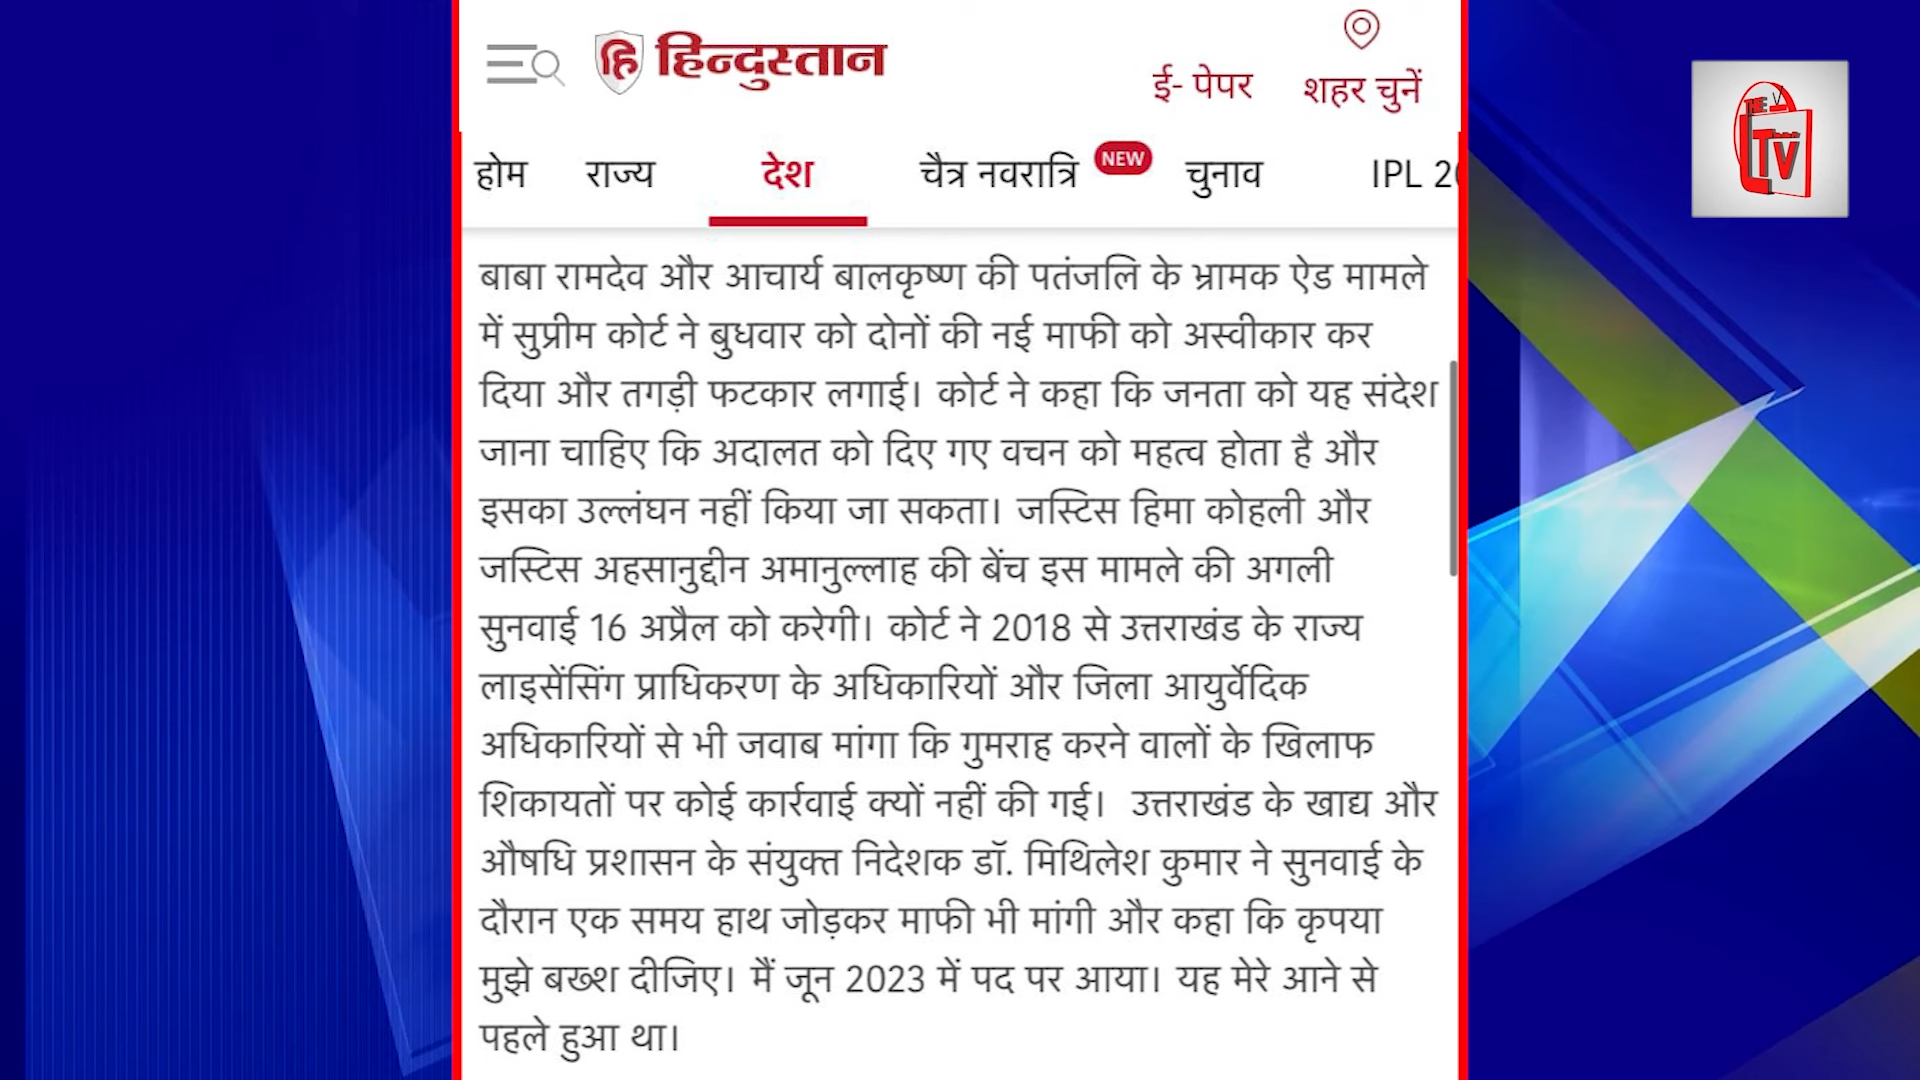 हिन्दुस्तान
ई- पेपर
शहर चुनें
THE
TV
होम राज्य देश चैत्र नवरात्रि NEW चुनाव IPL 20
बाबा रामदेव और आचार्य बालकृष्ण की पतंजलि के भ्रामक ऐड मामले
में सुप्रीम कोर्ट ने बुधवार को दोनों की नई माफी को अस्वीकार कर
दिया और तगड़ी फटकार लगाई। कोर्ट ने कहा कि जनता को यह संदेश
जाना चाहिए कि अदालत को दिए गए वचन को महत्व होता है और
इसका उल्लंघन नहीं किया जा सकता। जस्टिस हिमा कोहली और
जस्टिस अहसानुद्दीन अमानुल्लाह की बेंच इस मामले की अगली
सुनवाई 16 अप्रैल को करेगी। कोर्ट ने 2018 से उत्तराखंड के राज्य
लाइसेंसिंग प्राधिकरण के अधिकारियों और जिला आयुर्वेदिक
अधिकारियों से भी जवाब मांगा कि गुमराह करने वालों के खिलाफ
शिकायतों पर कोई कार्रवाई क्यों नहीं की गई। उत्तराखंड के खाद्य और
औषधि प्रशासन के संयुक्त निदेशक डॉ. मिथिलेश कुमार ने सुनवाई के
दौरान एक समय हाथ जोड़कर माफी भी मांगी और कहा कि कृपया
मुझे बख्श दीजिए। मैं जून 2023 में पद पर आया। यह मेरे आने से
पहले हुआ था।